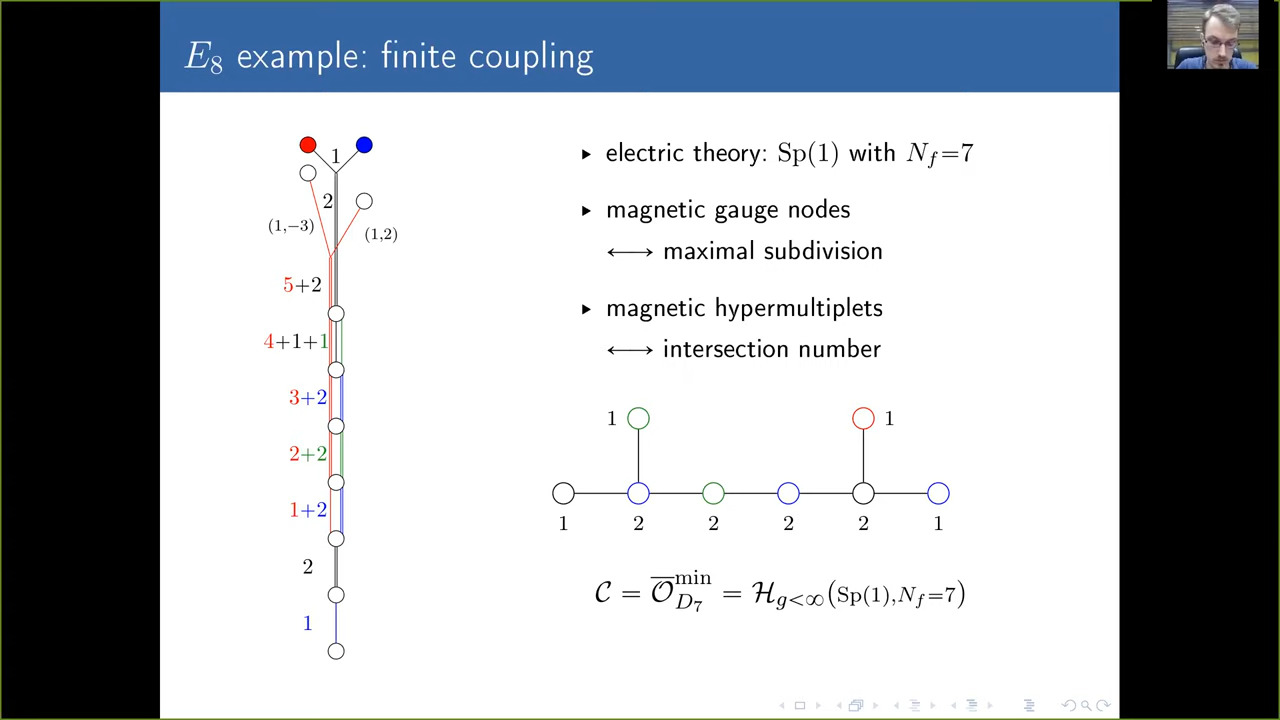 E₈ example: finite coupling
1
2
(1,−3)
(1,2)
5+2
4+1+1
3+2
2+2
1+2
2
1
▸ electric theory: Sp(1) with N_f=7
▸ magnetic gauge nodes
⟷ maximal subdivision
▸ magnetic hypermultiplets
⟷ intersection number
1 1
1 2 2 2 2 1
𝒞 = 𝒪̅^min_{D₇} = ℋ_{g<∞}(Sp(1),N_f=7)